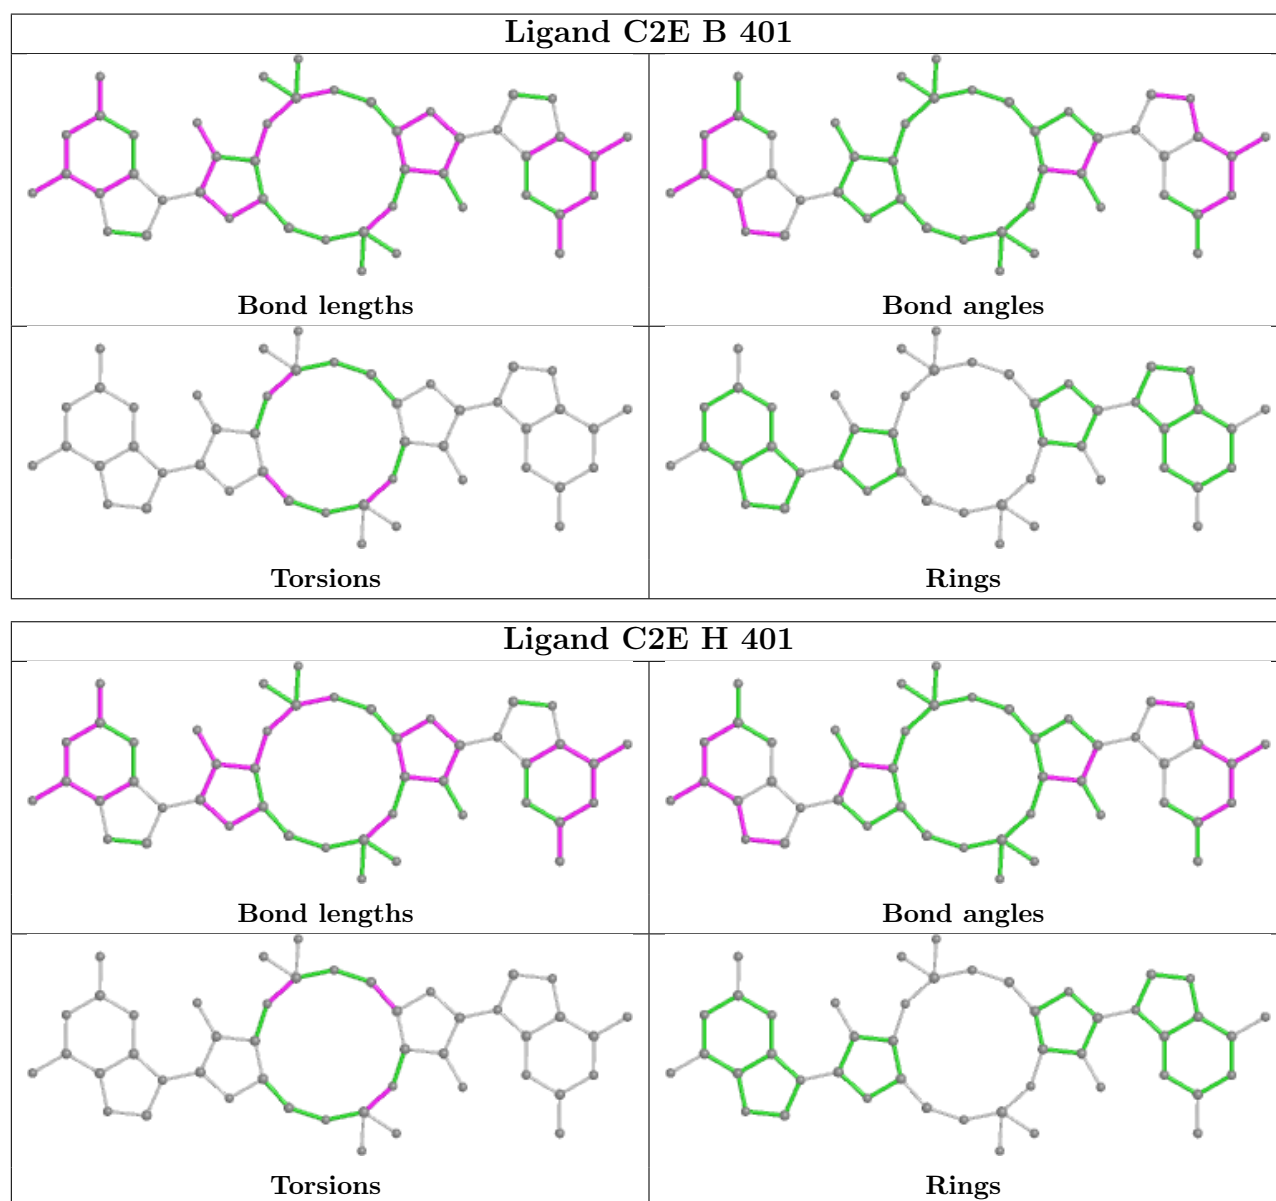 Ligand C2E B 401
Bond lengths
Bond angles
Torsions
Rings
Ligand C2E H 401
Bond lengths
Bond angles
Torsions
Rings